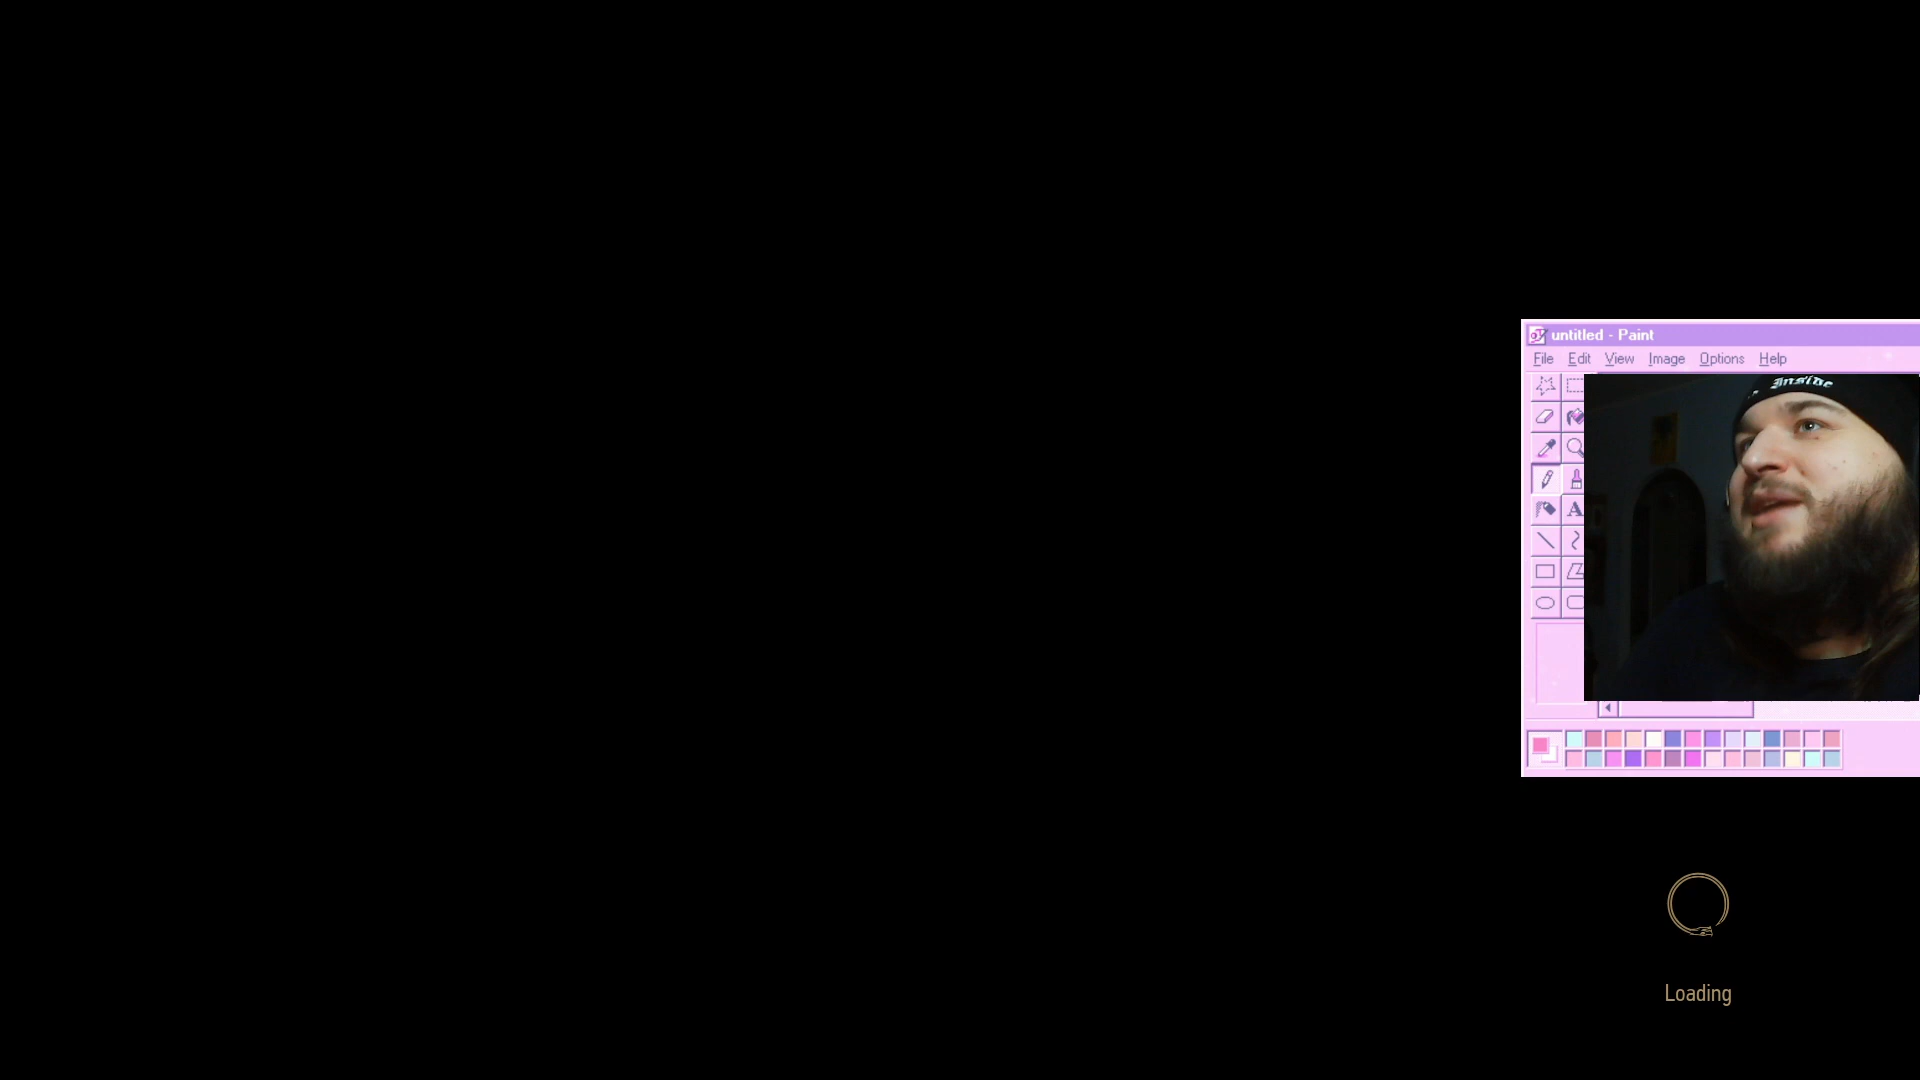 untitled - Paint
File Edit View Image Options Help
Inside
A
Loading